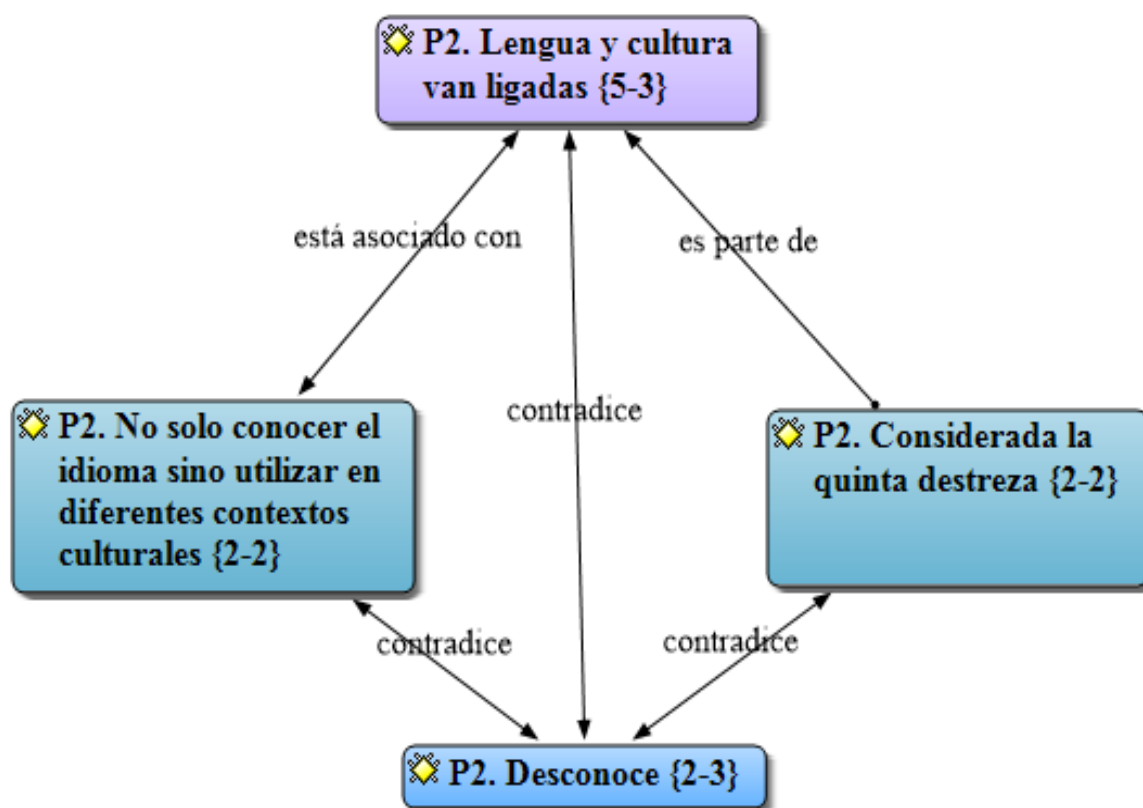 P2. Lengua y cultura
van ligadas {5-3}
está asociado con
es parte de
contradice
P2. No solo conocer el
idioma sino utilizar en
diferentes contextos
culturales {2-2}
P2. Considerada la
quinta destreza {2-2}
contradice
contradice
P2. Desconoce {2-3}